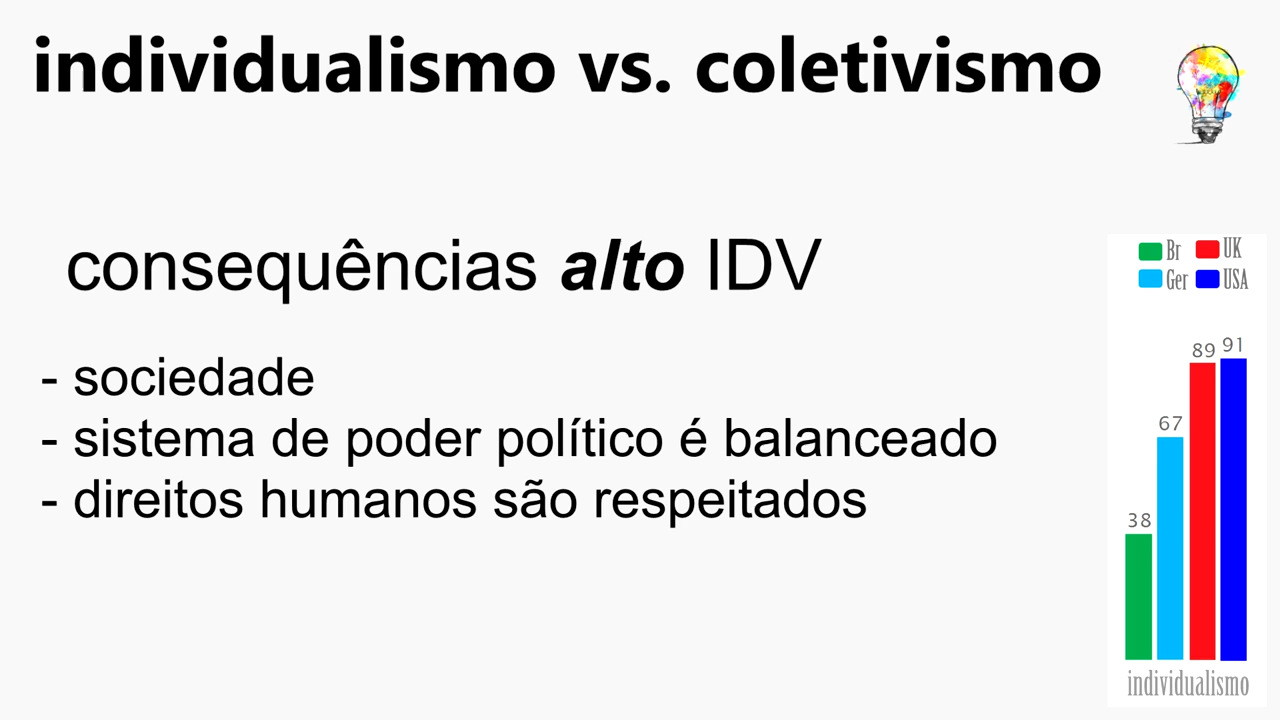 individualismo vs. coletivismo
consequências alto IDV
- sociedade
- sistema de poder político é balanceado
- direitos humanos são respeitados
Br UK
Ger USA
89 91
67
38
individualismo